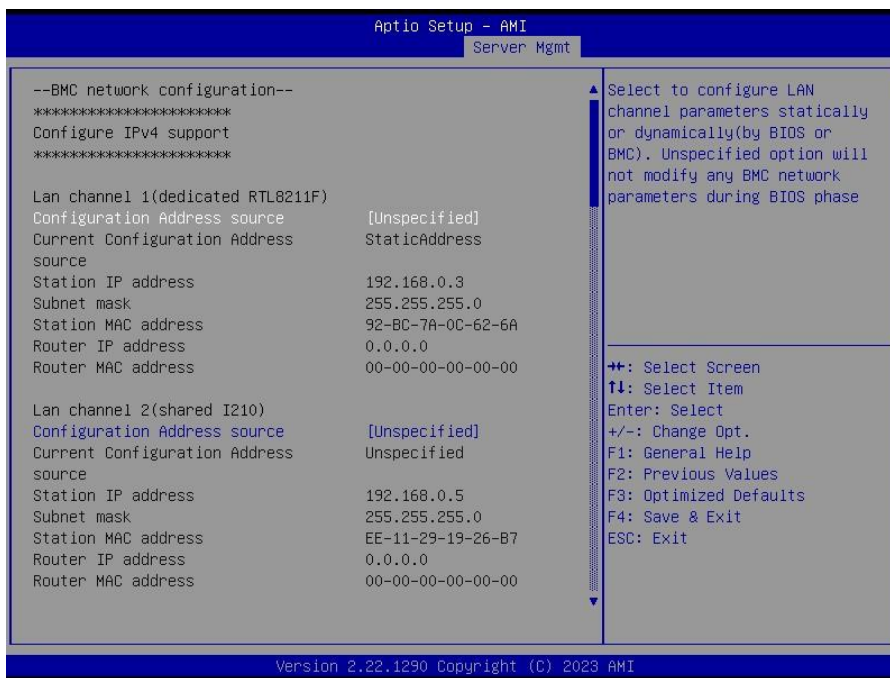 Aptio Setup - AMI
Server Mgmt
--BMC network configuration--
***********************
Configure IPv4 support
***********************
Lan channel 1(dedicated RTL8211F)
Configuration Address source [Unspecified]
Current Configuration Address StaticAddress
source
Station IP address 192.168.0.3
Subnet mask 255.255.255.0
Station MAC address 92-BC-7A-0C-62-6A
Router IP address 0.0.0.0
Router MAC address 00-00-00-00-00-00
Lan channel 2(shared I210)
Configuration Address source [Unspecified]
Current Configuration Address Unspecified
source
Station IP address 192.168.0.5
Subnet mask 255.255.255.0
Station MAC address EE-11-29-19-26-B7
Router IP address 0.0.0.0
Router MAC address 00-00-00-00-00-00
Select to configure LAN
channel parameters statically
or dynamically(by BIOS or
BMC). Unspecified option will
not modify any BMC network
parameters during BIOS phase
→←: Select Screen
↑↓: Select Item
Enter: Select
+/-: Change Opt.
F1: General Help
F2: Previous Values
F3: Optimized Defaults
F4: Save & Exit
ESC: Exit
Version 2.22.1290 Copyright (C) 2023 AMI